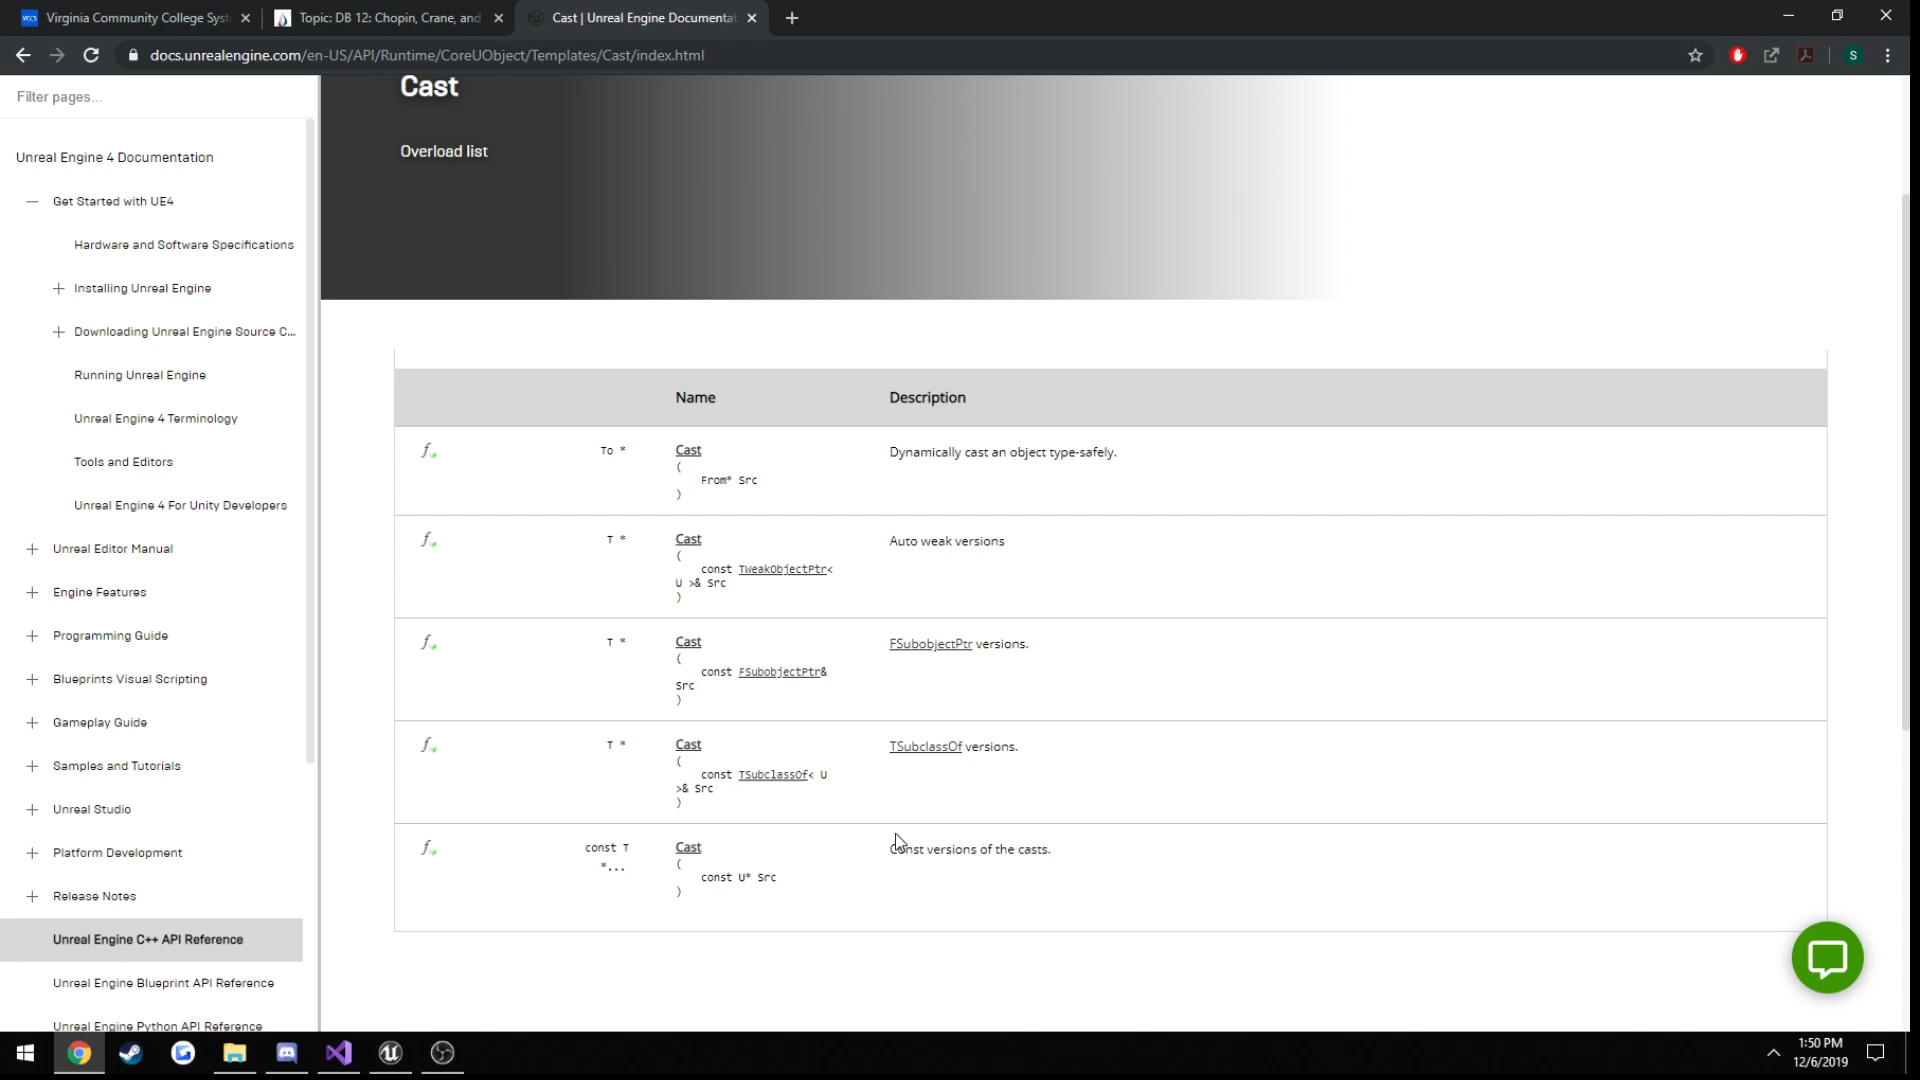 VCCS Virginia Community College Syst
Topic: DB 12: Chopin, Crane, and
Cast | Unreal Engine Documentat
docs.unrealengine.com/en-US/API/Runtime/CoreUObject/Templates/Cast/index.html
S
Filter pages...
Unreal Engine 4 Documentation
Get Started with UE4
Hardware and Software Specifications
Installing Unreal Engine
Downloading Unreal Engine Source C...
Running Unreal Engine
Unreal Engine 4 Terminology
Tools and Editors
Unreal Engine 4 For Unity Developers
Unreal Editor Manual
Engine Features
Programming Guide
Blueprints Visual Scripting
Gameplay Guide
Samples and Tutorials
Unreal Studio
Platform Development
Release Notes
Unreal Engine C++ API Reference
Unreal Engine Blueprint API Reference
Unreal Engine Python API Reference
Cast
Overload list
Name Description
To * Cast Dynamically cast an object type-safely.
(
From* Src
)
T * Cast Auto weak versions
(
const TWeakObjectPtr<
U >& Src
)
T * Cast FSubobjectPtr versions.
(
const FSubobjectPtr&
Src
)
T * Cast TSubclassOf versions.
(
const TSubclassOf< U
>& Src
)
const T Cast Const versions of the casts.
*... (
const U* Src
)
1:50 PM
12/6/2019